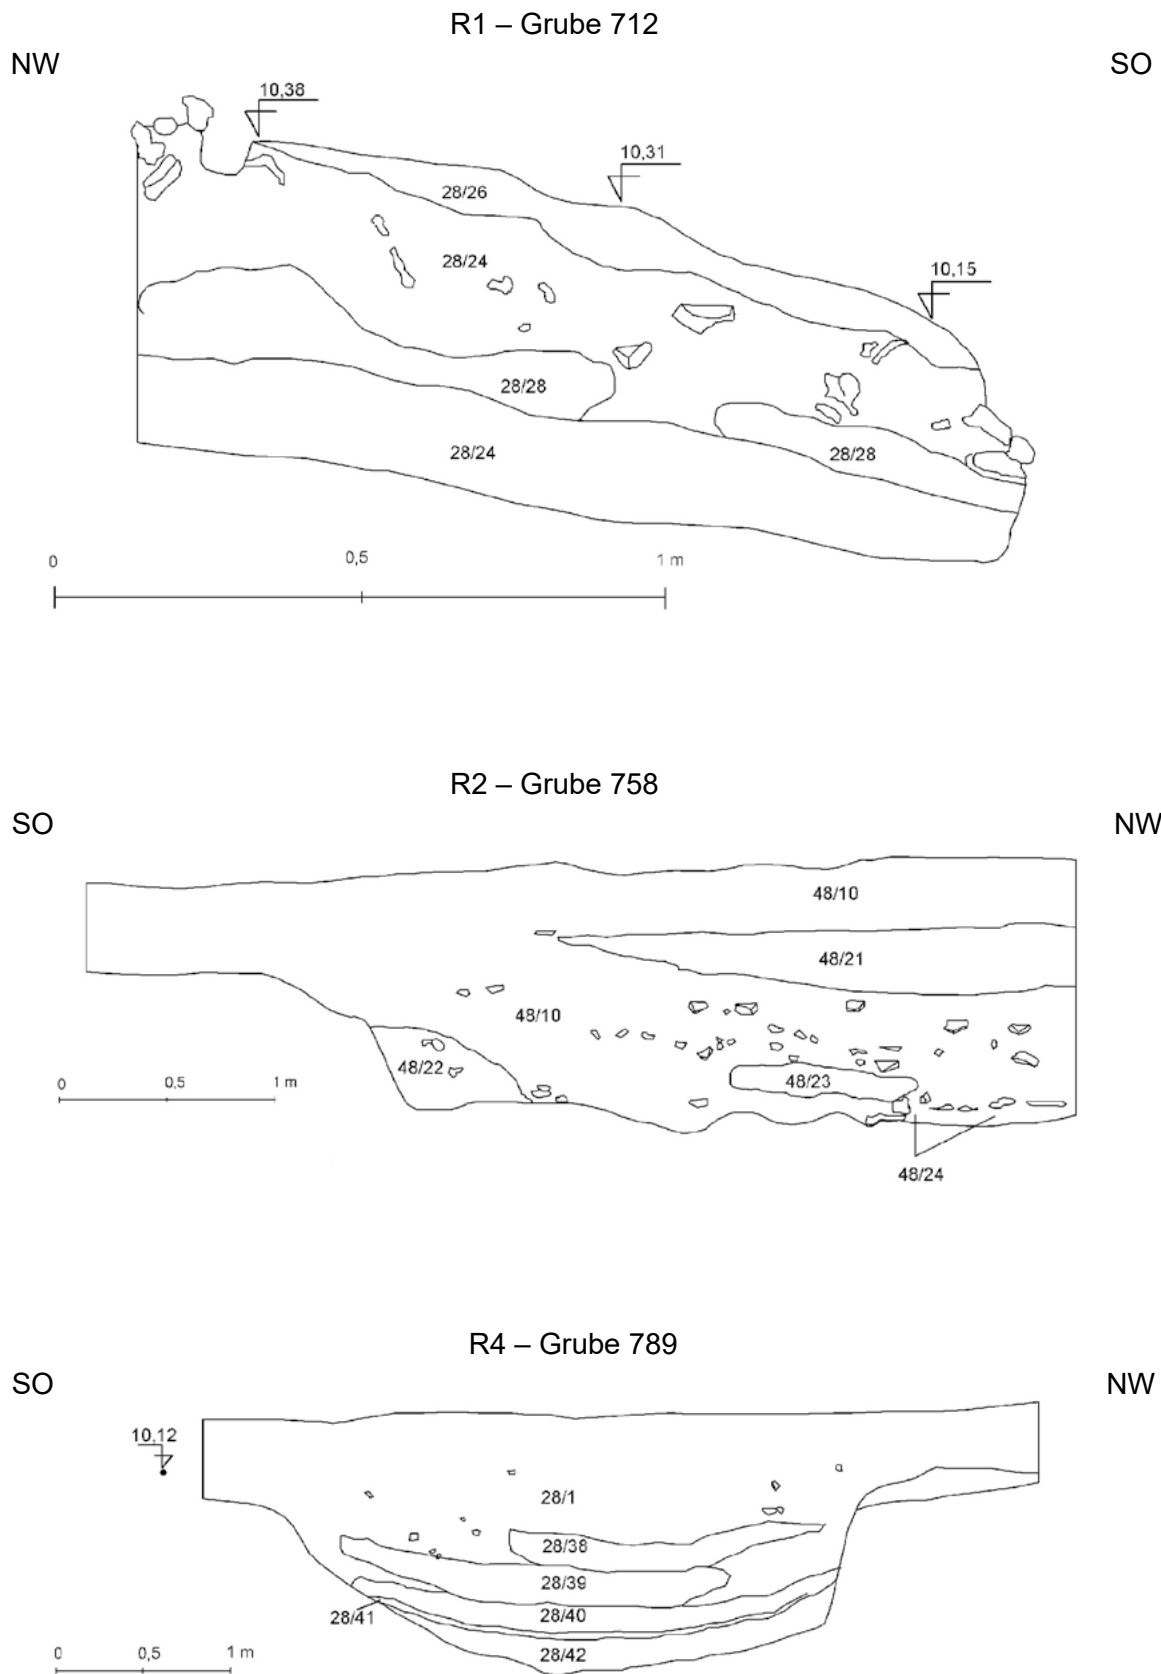 R1 – Grube 712
NW SO
10,38
10,31
28/26
28/24
10,15
28/28
28/24
28/28
0 0,5 1 m
R2 – Grube 758
SO NW
48/10
48/21
48/10
48/22
48/23
0 0,5 1 m
48/24
R4 – Grube 789
SO NW
10,12
28/1
28/38
28/39
28/40
28/41
28/42
0 0,5 1 m